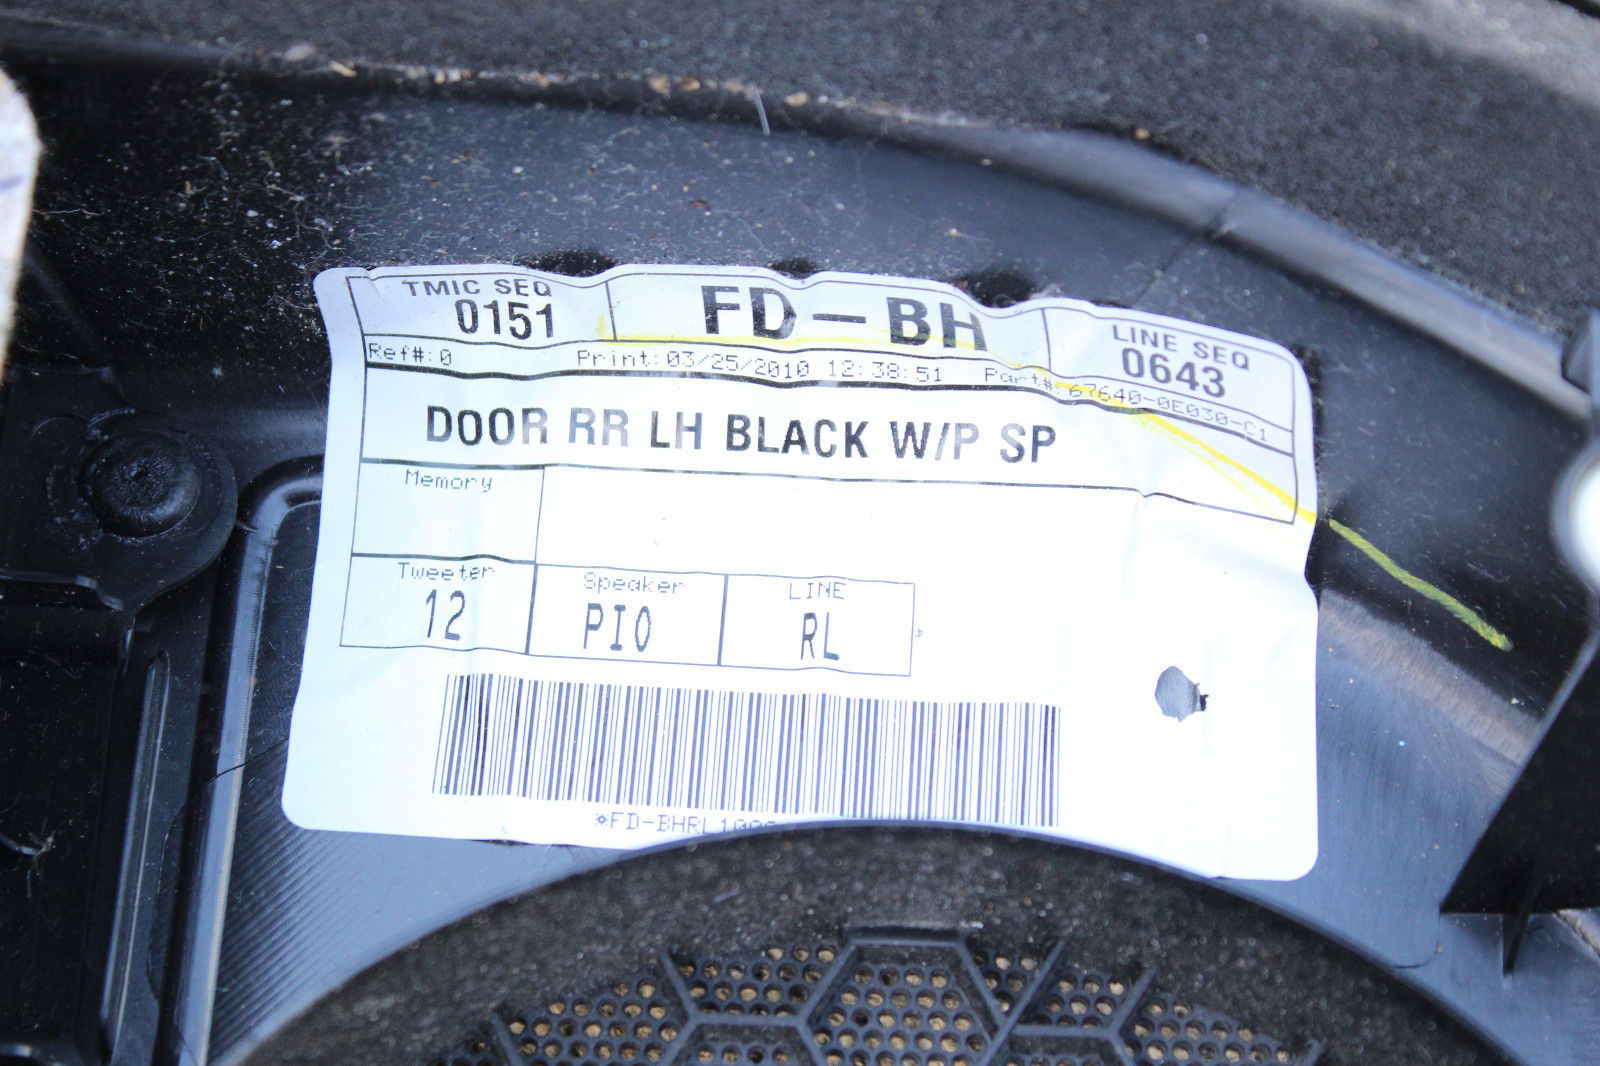 TMIC SEQ
0151
FD-BH
LINE SEQ
0643
Ref#:0 Print:03/25/2010 12:38:51 Part#:67640-0E030-C1
DOOR RR LH BLACK W/P SP
Memory
Tweeter
12
Speaker
PIO
LINE
RL